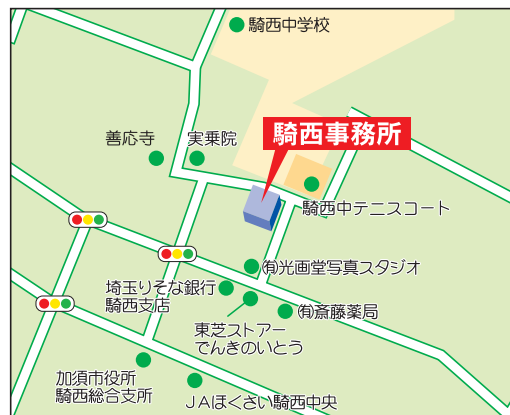 騎西中学校
騎西事務所
善応寺
実乗院
騎西中テニスコート
㈲光画堂写真スタジオ
埼玉りそな銀行
騎西支店
㈲斎藤薬局
東芝ストアー
でんきのいとう
加須市役所
騎西総合支所
JAほくさい騎西中央